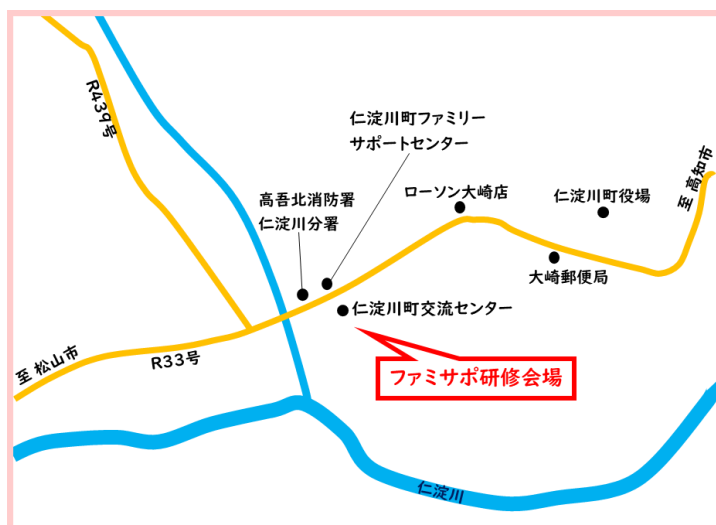 R439号
仁淀川町ファミリー
サポートセンター
高吾北消防署
仁淀川分署
ローソン大崎店
仁淀川町役場
至 高知市
大崎郵便局
仁淀川町交流センター
至 松山市
R33号
ファミサポ研修会場
仁淀川